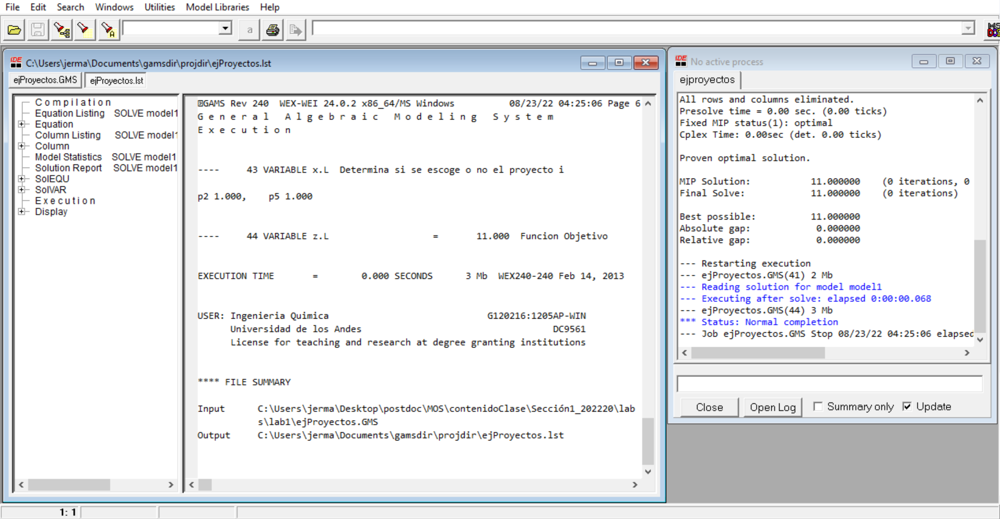 File Edit Search Windows Utilities Model Libraries Help
a
A
MS
DOS
IDE C:\Users\jerma\Documents\gamsdir\projdir\ejProyectos.lst
ejProyectos.GMS ejProyectos.lst
Compilation
Equation Listing SOLVE model1
Equation
Column Listing SOLVE model1
Column
Model Statistics SOLVE model1
Solution Report SOLVE model1
SolEQU
SolVAR
Execution
Display
GAMS Rev 240 WEX-WEI 24.0.2 x86_64/MS Windows 08/23/22 04:25:06 Page 6
General Algebraic Modeling System
Execution
---- 43 VARIABLE x.L Determina si se escoge o no el proyecto i
p2 1.000, p5 1.000
---- 44 VARIABLE z.L = 11.000 Funcion Objetivo
EXECUTION TIME = 0.000 SECONDS 3 Mb WEX240-240 Feb 14, 2013
USER: Ingenieria Quimica G120216:1205AP-WIN
Universidad de los Andes DC9561
License for teaching and research at degree granting institutions
**** FILE SUMMARY
Input C:\Users\jerma\Desktop\postdoc\MOS\contenidoClase\Sección1_202220\lab
s\lab1\ejProyectos.GMS
Output C:\Users\jerma\Documents\gamsdir\projdir\ejProyectos.lst
1: 1
IDE No active process
ejproyectos
All rows and columns eliminated.
Presolve time = 0.00 sec. (0.00 ticks)
Fixed MIP status(1): optimal
Cplex Time: 0.00sec (det. 0.00 ticks)
Proven optimal solution.
MIP Solution: 11.000000 (0 iterations, 0
Final Solve: 11.000000 (0 iterations)
Best possible: 11.000000
Absolute gap: 0.000000
Relative gap: 0.000000
--- Restarting execution
--- ejProyectos.GMS(41) 2 Mb
--- Reading solution for model model1
--- Executing after solve: elapsed 0:00:00.068
--- ejProyectos.GMS(44) 3 Mb
*** Status: Normal completion
--- Job ejProyectos.GMS Stop 08/23/22 04:25:06 elapsed
Close Open Log Summary only Update